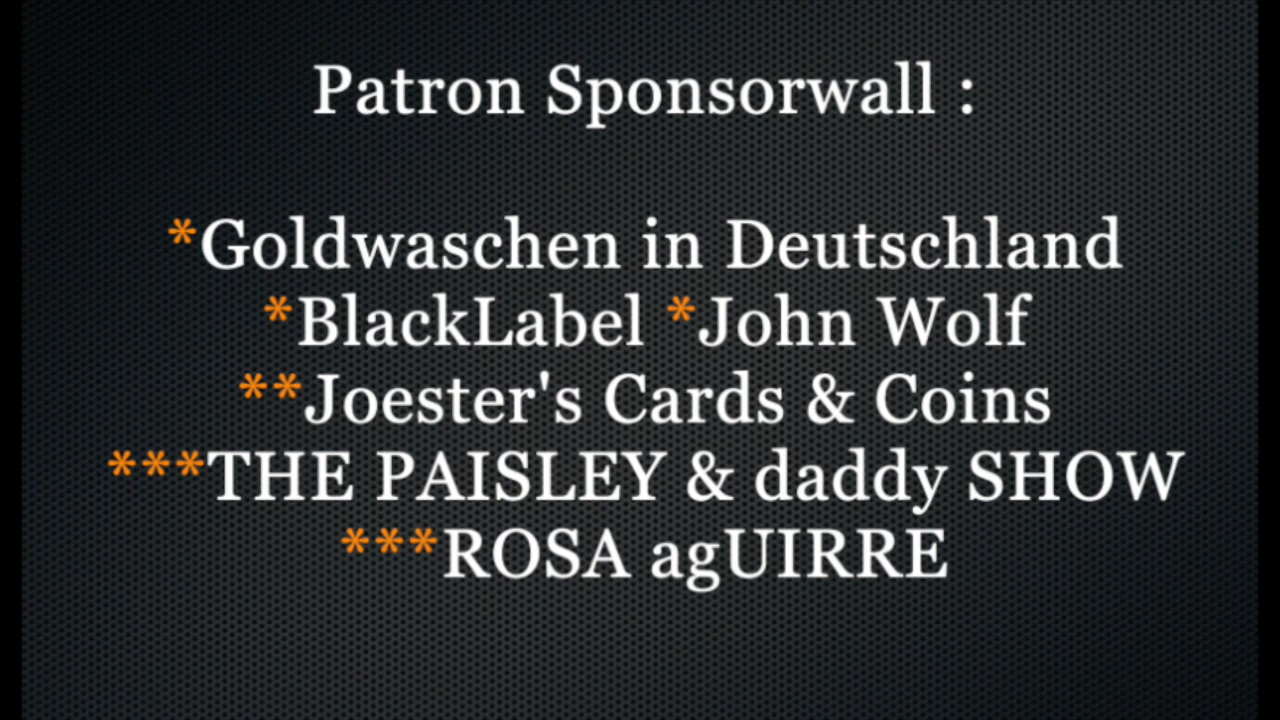 Patron Sponsorwall :
*Goldwaschen in Deutschland
*BlackLabel *John Wolf
**Joester's Cards & Coins
***THE PAISLEY & daddy SHOW
***ROSA agUIRRE